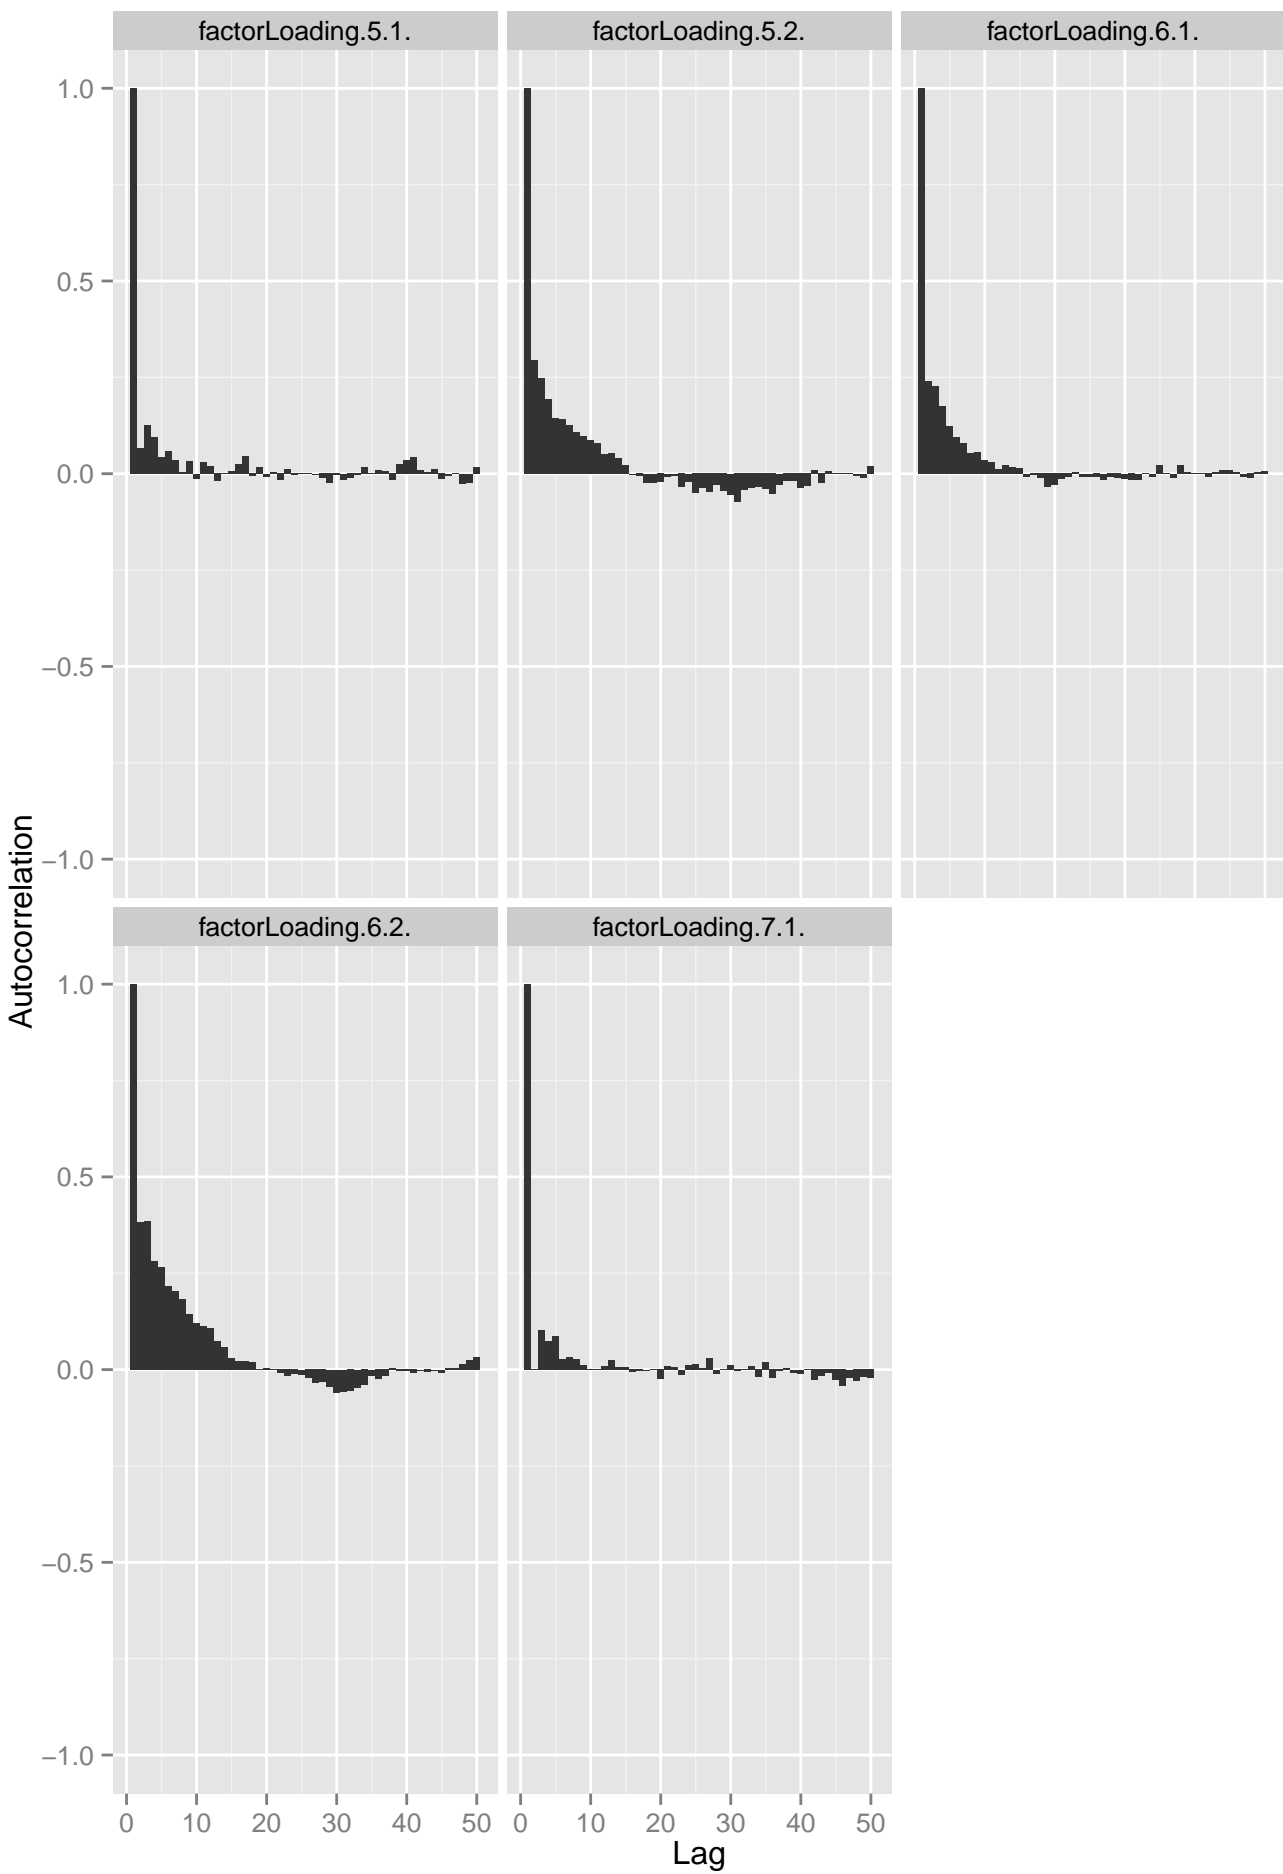 factorLoading.5.1. factorLoading.5.2. factorLoading.6.1.
1.0
0.5
0.0
−0.5
−1.0
Autocorrelation
factorLoading.6.2. factorLoading.7.1.
1.0
0.5
0.0
−0.5
−1.0
0 10 20 30 40 50 0 10 20 30 40 50
Lag